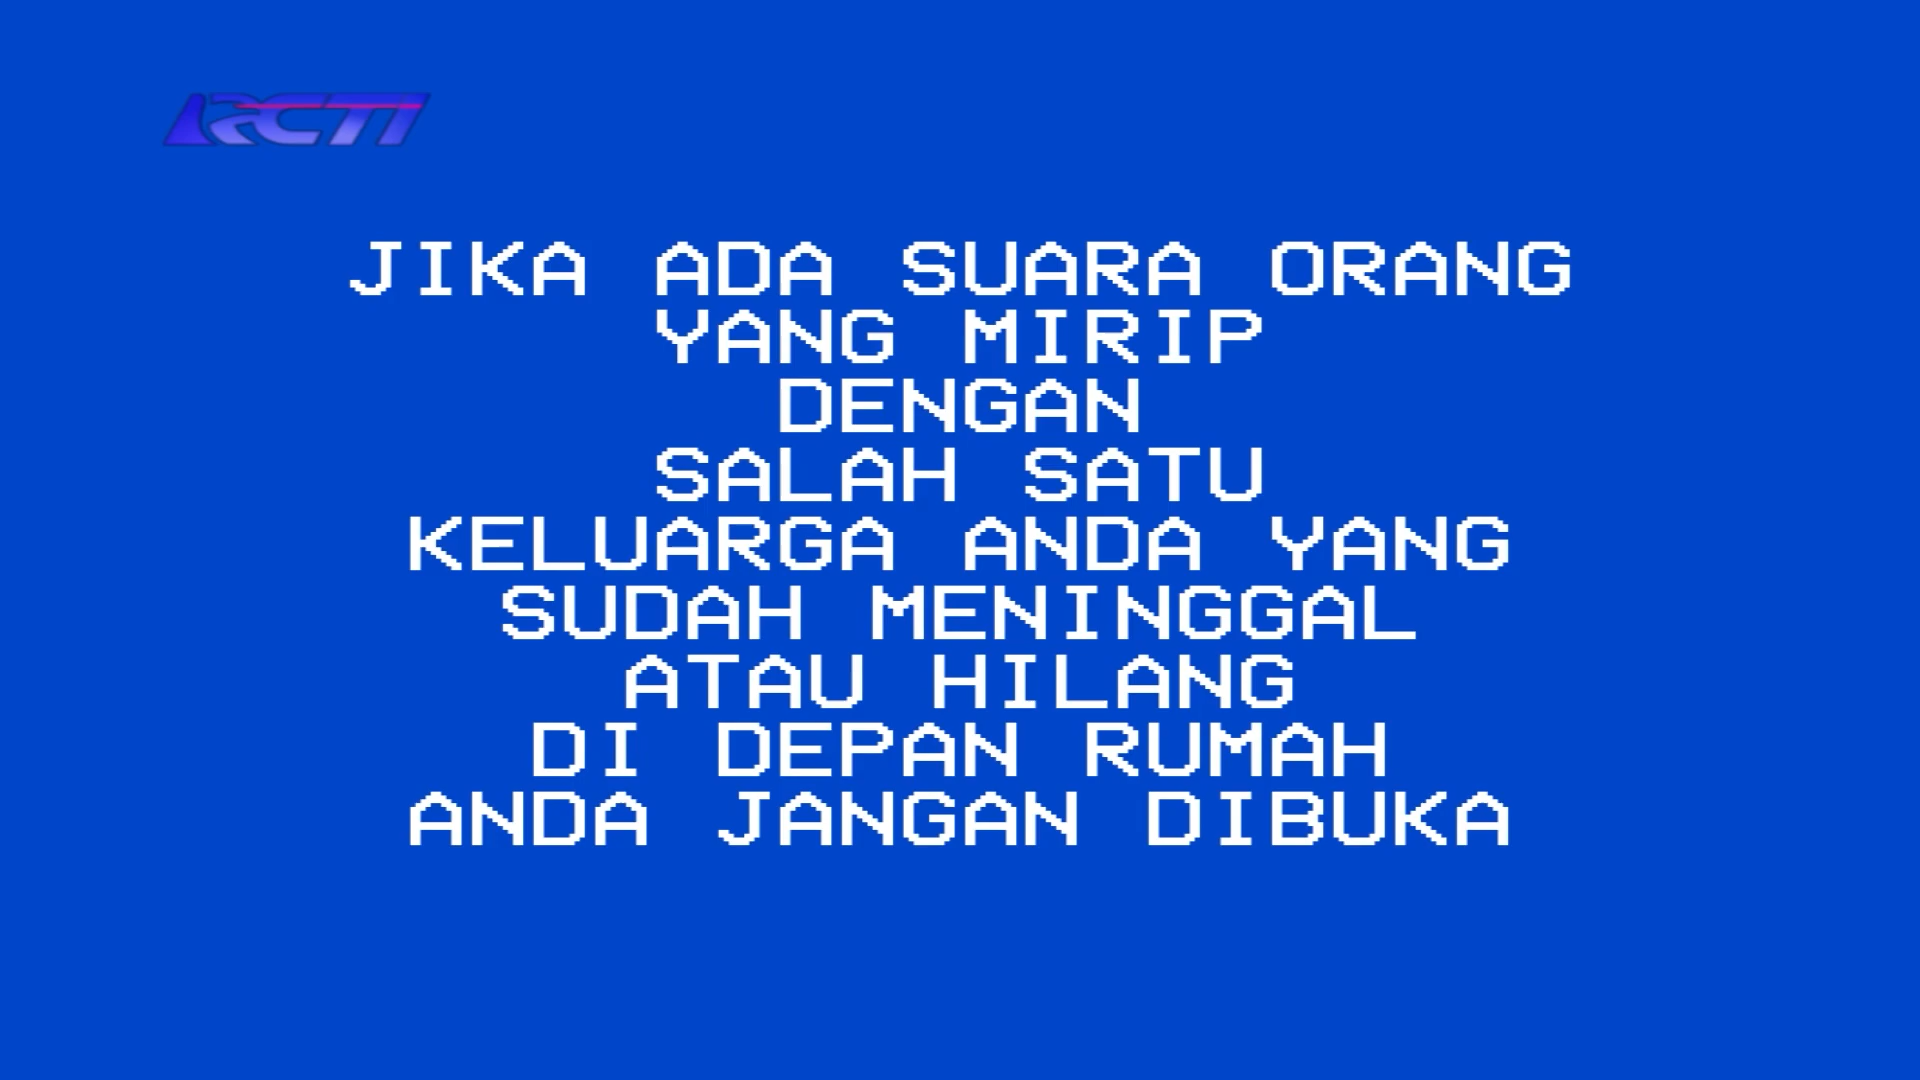 RCTI
JIKA ADA SUARA ORANG
YANG MIRIP
DENGAN
SALAH SATU
KELUARGA ANDA YANG
SUDAH MENINGGAL
ATAU HILANG
DI DEPAN RUMAH
ANDA JANGAN DIBUKA